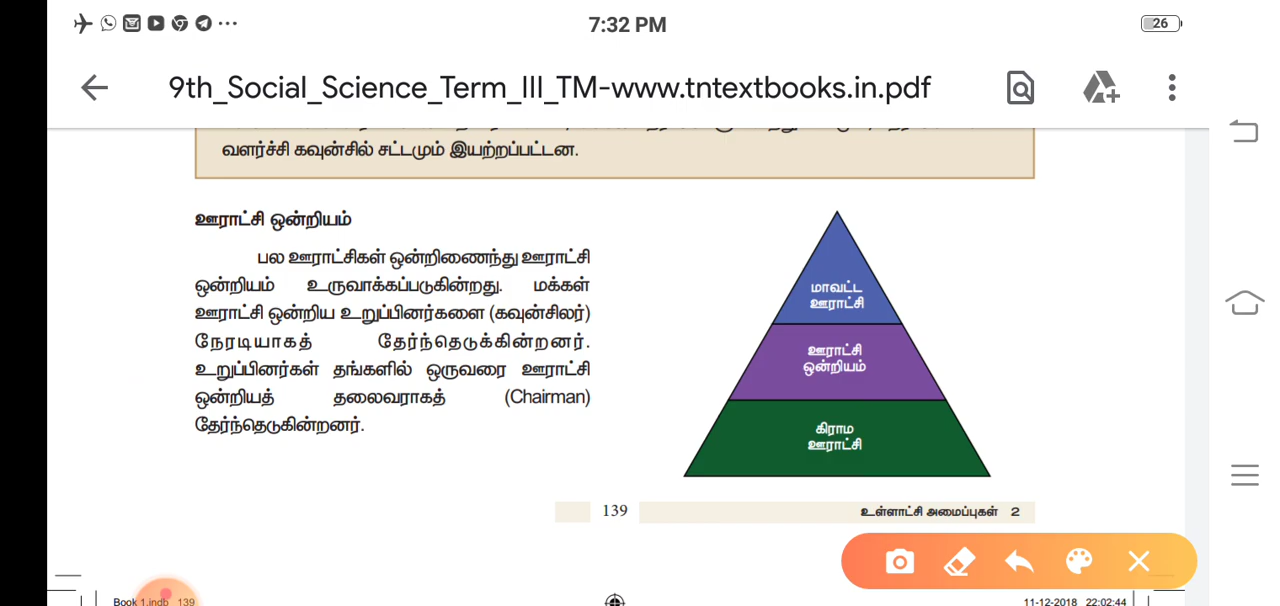 7:32 PM
26
9th_Social_Science_Term_III_TM-www.tntextbooks.in.pdf
வளர்ச்சி கவுன்சில் சட்டமும் இயற்றப்பட்டன.
ஊராட்சி ஒன்றியம்
பல ஊராட்சிகள் ஒன்றிணைந்து ஊராட்சி
ஒன்றியம் உருவாக்கப்படுகின்றது. மக்கள்
ஊராட்சி ஒன்றிய உறுப்பினர்களை (கவுன்சிலர்)
நேரடியாகத் தேர்ந்தெடுக்கின்றனர்.
உறுப்பினர்கள் தங்களில் ஒருவரை ஊராட்சி
ஒன்றியத் தலைவராகத் (Chairman)
தேர்ந்தெடுகின்றனர்.
மாவட்ட
ஊராட்சி
ஊராட்சி
ஒன்றியம்
கிராம
ஊராட்சி
139
உள்ளாட்சி அமைப்புகள் 2
Book 1.indb 139
11-12-2018 22:02:44